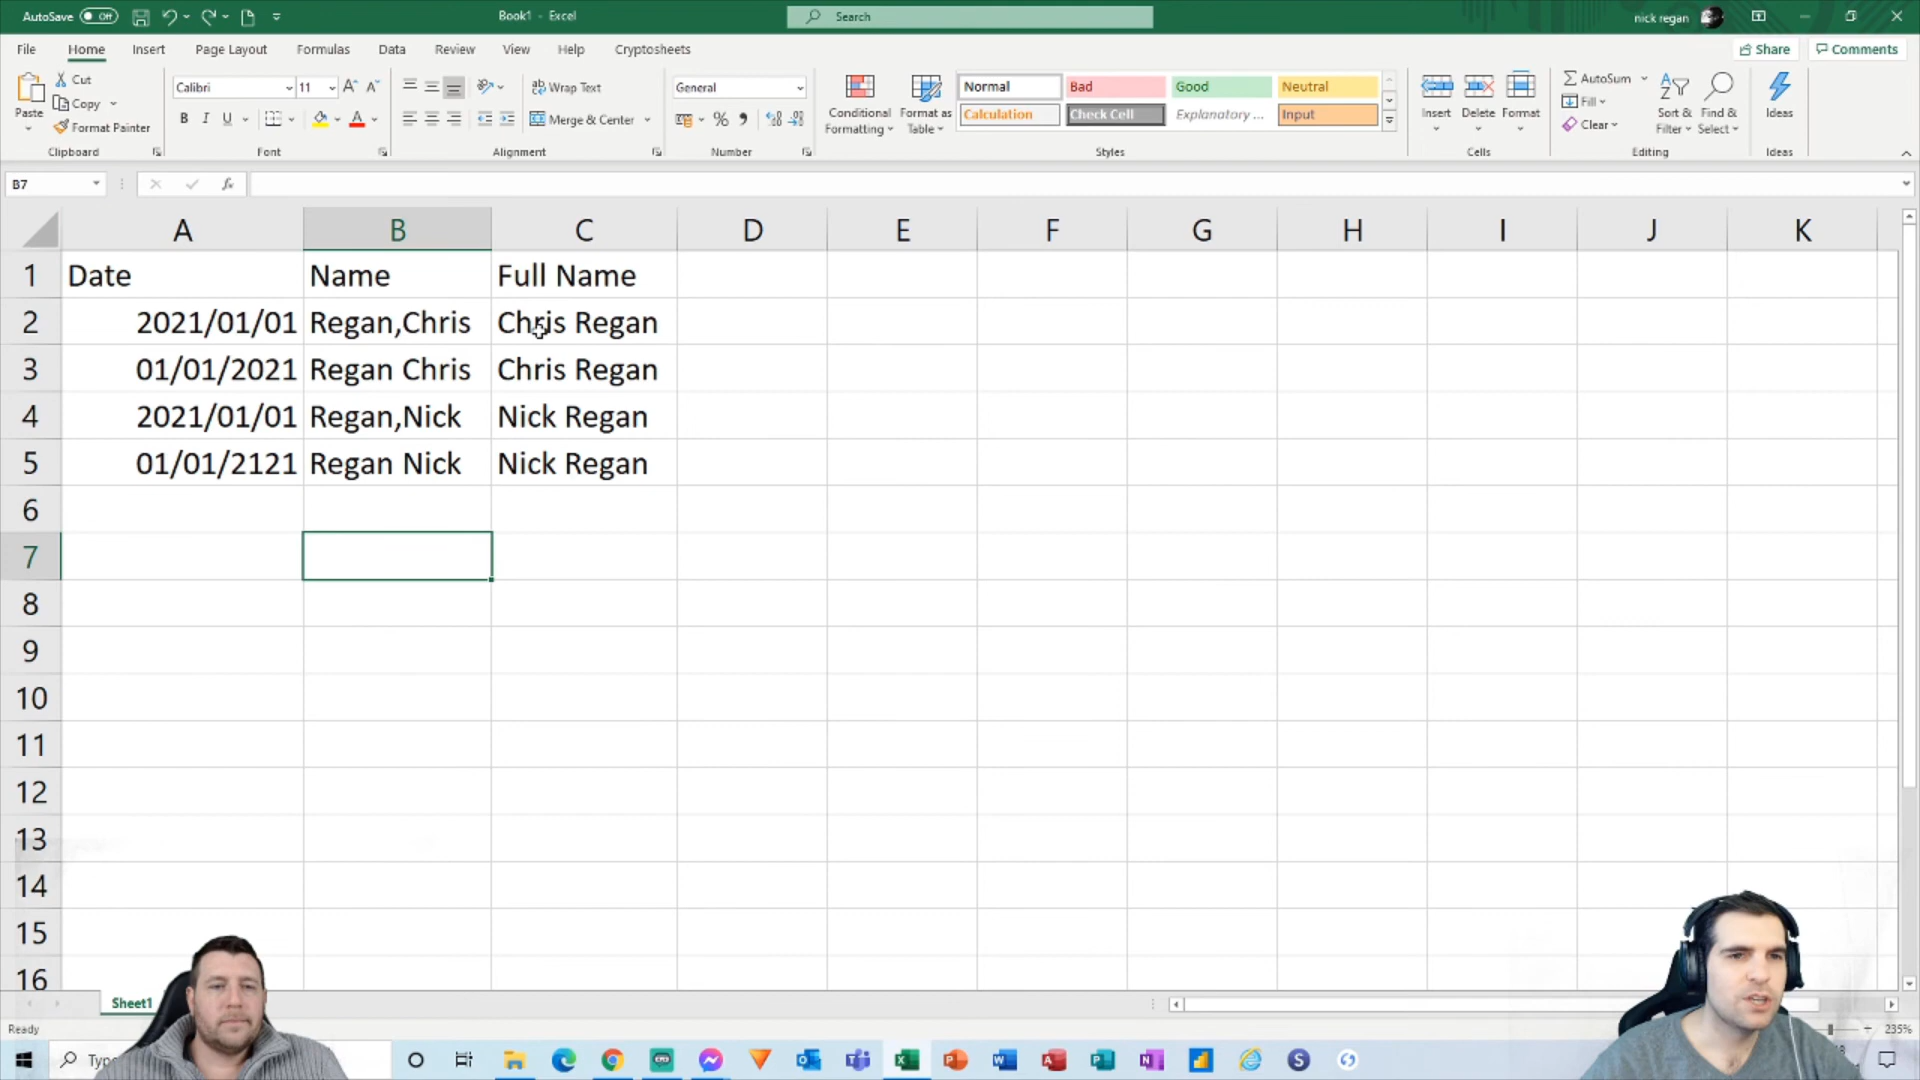 AutoSave Off Book1 - Excel Search nick regan
File Home Insert Page Layout Formulas Data Review View Help Cryptosheets Share Comments
Cut Calibri 11 Wrap Text General Normal Bad Good Neutral AutoSum
Paste Copy Conditional Format as Insert Delete Format Fill Sort & Find & Ideas
Format Painter Merge & Center Formatting Table Calculation Check Cell Explanatory ... Input Clear Filter Select
Clipboard Font Alignment Number Styles Cells Editing Ideas
B7 fx
A B C D E F G H I J K
1 Date Name Full Name
2 2021/01/01 Regan,Chris Chris Regan
3 01/01/2021 Regan Chris Chris Regan
4 2021/01/01 Regan,Nick Nick Regan
5 01/01/2121 Regan Nick Nick Regan
6
7
8
9
10
11
12
13
14
15
16
Sheet1
Ready 235%